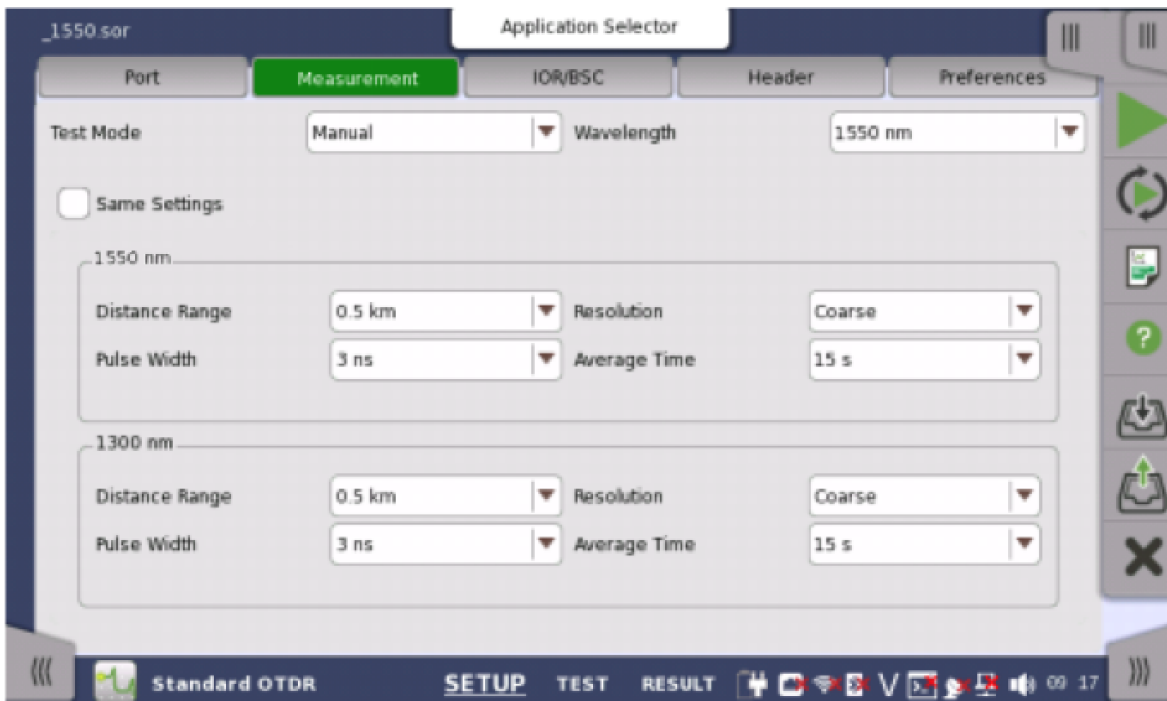 _1550.sor
Application Selector
Port Measurement IOR/BSC Header Preferences
Test Mode Manual Wavelength 1550 nm
Same Settings
1550 nm
Distance Range 0.5 km Resolution Coarse
Pulse Width 3 ns Average Time 15 s
1300 nm
Distance Range 0.5 km Resolution Coarse
Pulse Width 3 ns Average Time 15 s
Standard OTDR SETUP TEST RESULT V 09 17